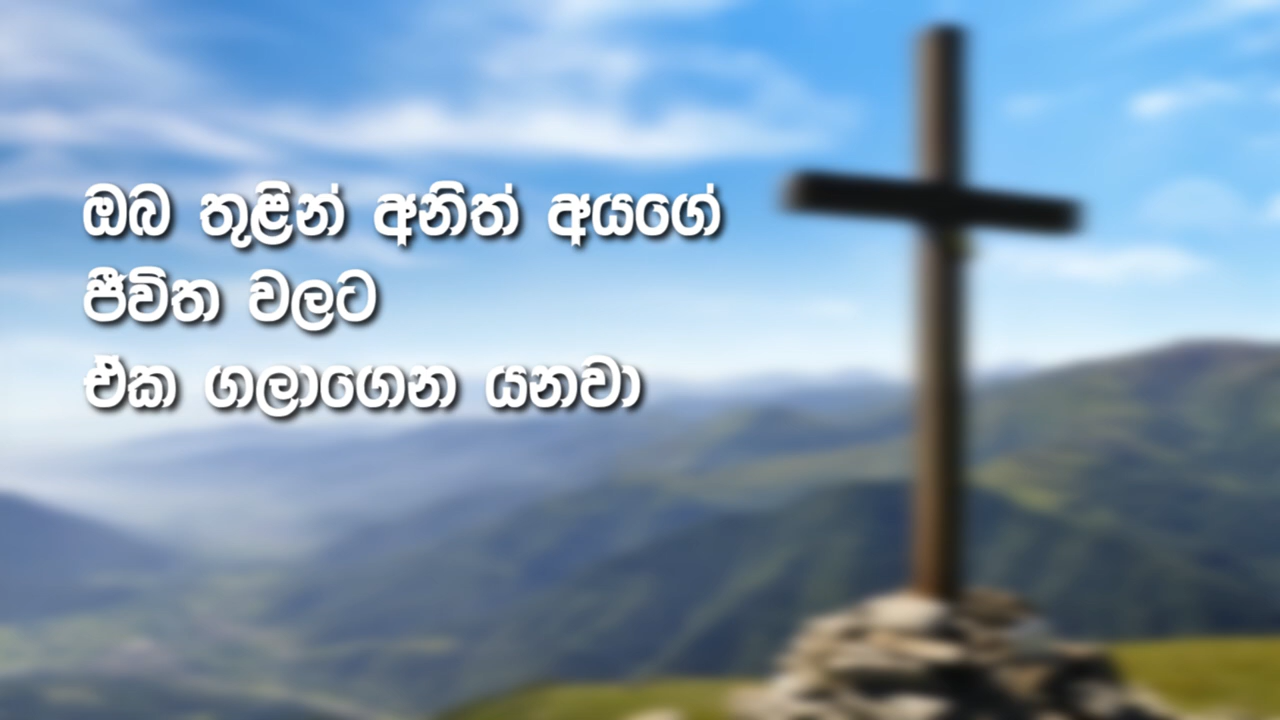 ඔබ තුළින් අනිත් අයගේ
ජීවිත වලට
ඒක ගලාගෙන යනවා